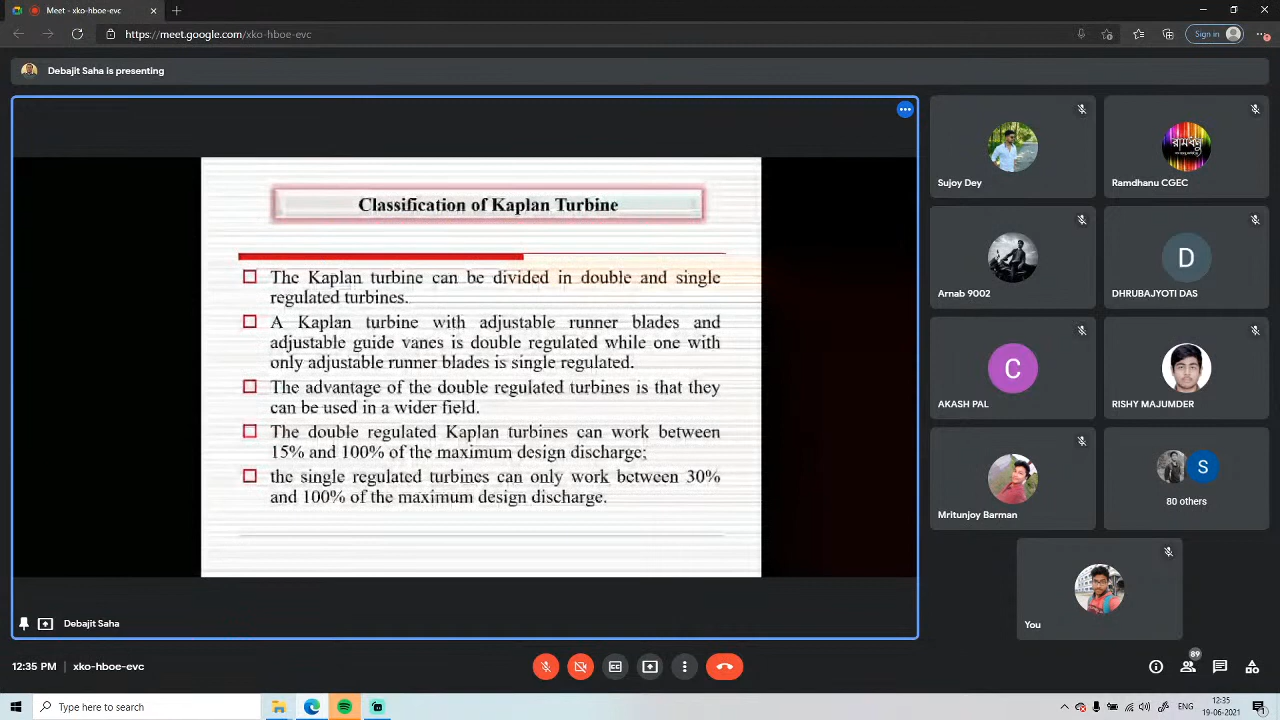 Meet - xko-hboe-evc
https://meet.google.com/xko-hboe-evc
Sign in
Debajit Saha is presenting
Classification of Kaplan Turbine
The Kaplan turbine can be divided in double and single
regulated turbines.
A Kaplan turbine with adjustable runner blades and
adjustable guide vanes is double regulated while one with
only adjustable runner blades is single regulated.
The advantage of the double regulated turbines is that they
can be used in a wider field.
The double regulated Kaplan turbines can work between
15% and 100% of the maximum design discharge;
the single regulated turbines can only work between 30%
and 100% of the maximum design discharge.
Debajit Saha
Sujoy Dey
রামধনু
Ramdhanu CGEC
Arnab 9002
D
DHRUBAJYOTI DAS
C
AKASH PAL
RISHY MAJUMDER
Mritunjoy Barman
S
80 others
You
12:35 PM | xko-hboe-evc
89
Type here to search
ENG
12:35
19-06-2021
1